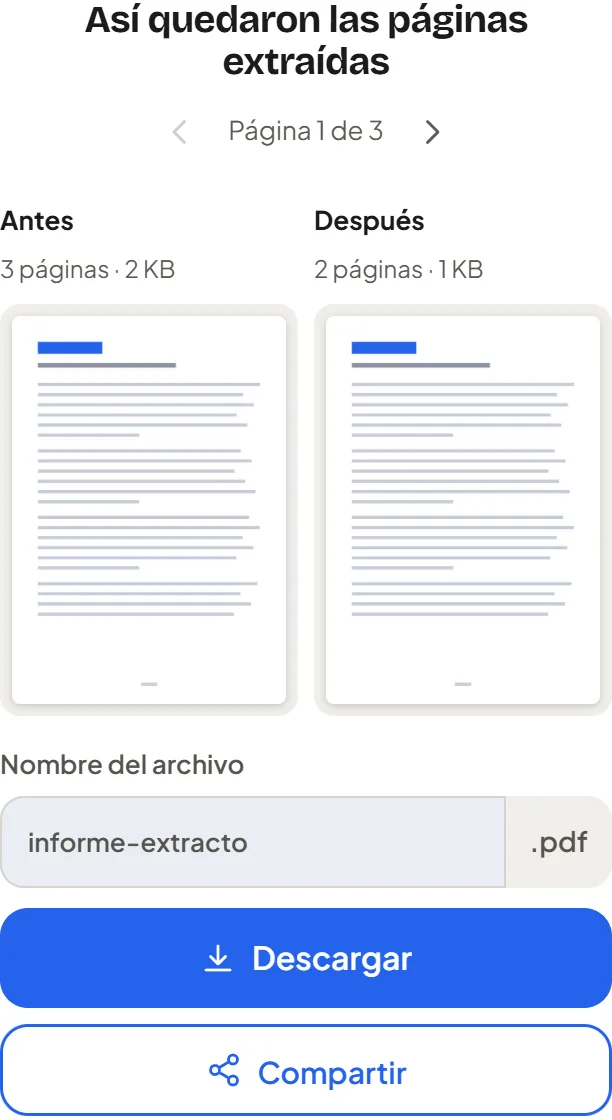 Así quedaron las páginas
extraídas
Página 1 de 3
Antes
3 páginas · 2 KB
Después
2 páginas · 1 KB
Nombre del archivo
informe-extracto
.pdf
Descargar
Compartir